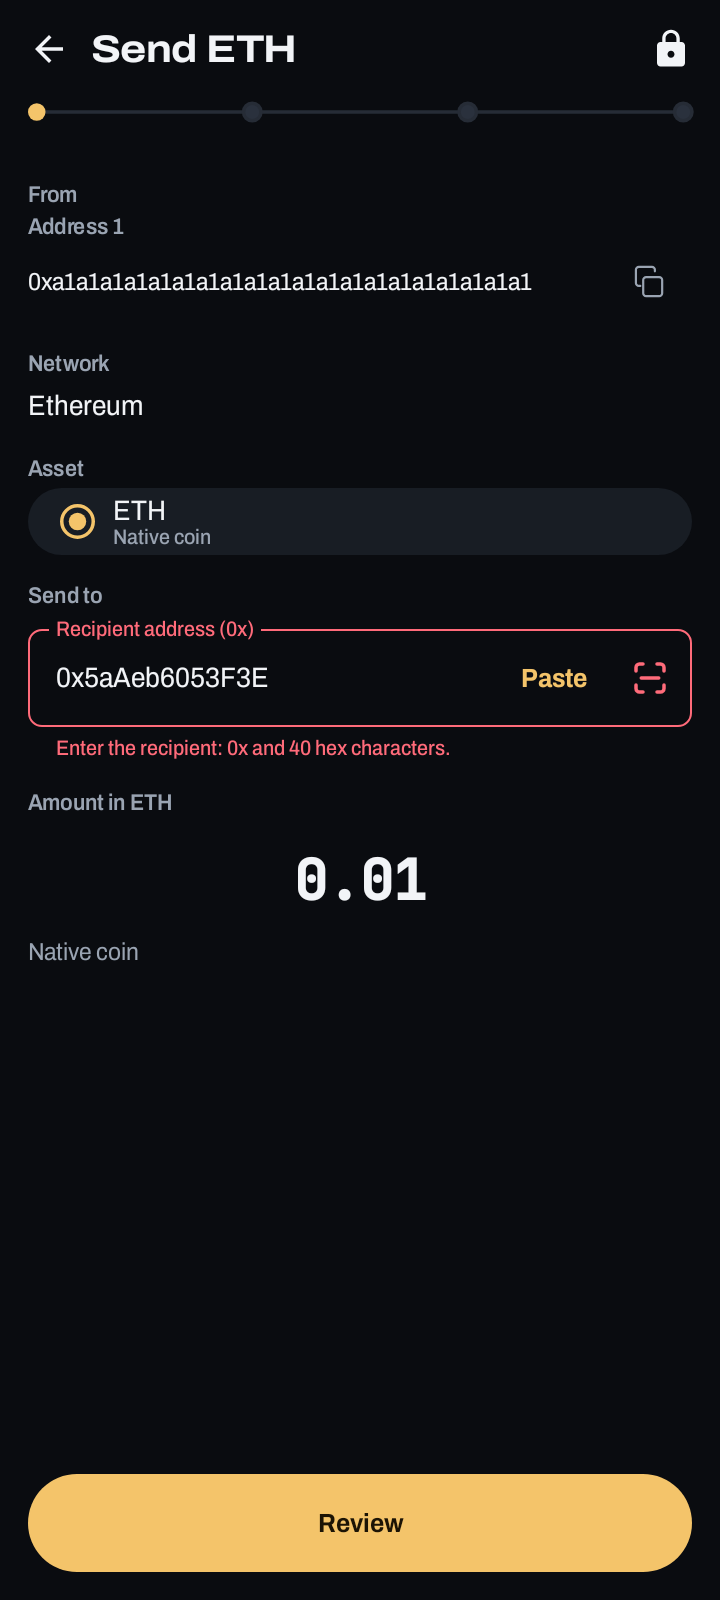 Send ETH
From
Address 1
0xa1a1a1a1a1a1a1a1a1a1a1a1a1a1a1a1a1a1a1a1
Network
Ethereum
Asset
ETH
Native coin
Send to
Recipient address (0x)
0x5aAeb6053F3E
Paste
Enter the recipient: 0x and 40 hex characters.
Amount in ETH
0.01
Native coin
Review